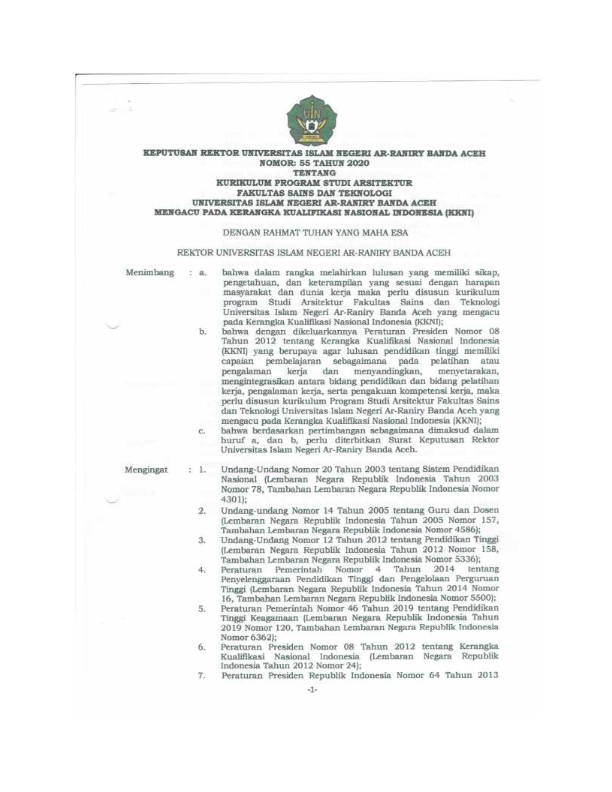 UIN
KEPUTUSAN REKTOR UNIVERSITAS ISLAM NEGERI AR-RANIRY BANDA ACEH
NOMOR: 55 TAHUN 2020
TENTANG
KURIKULUM PROGRAM STUDI ARSITEKTUR
FAKULTAS SAINS DAN TEKNOLOGI
UNIVERSITAS ISLAM NEGERI AR-RANIRY BANDA ACEH
MENGACU PADA KERANGKA KUALIFIKASI NASIONAL INDONESIA (KKNI)
DENGAN RAHMAT TUHAN YANG MAHA ESA
REKTOR UNIVERSITAS ISLAM NEGERI AR-RANIRY BANDA ACEH
Menimbang : a. bahwa dalam rangka melahirkan lulusan yang memiliki sikap,
pengetahuan, dan keterampilan yang sesuai dengan harapan
masyarakat dan dunia kerja maka perlu disusun kurikulum
program Studi Arsitektur Fakultas Sains dan Teknologi
Universitas Islam Negeri Ar-Raniry Banda Aceh yang mengacu
pada Kerangka Kualifikasi Nasional Indonesia (KKNI);
b. bahwa dengan dikeluarkannya Peraturan Presiden Nomor 08
Tahun 2012 tentang Kerangka Kualifikasi Nasional Indonesia
(KKNI) yang berupaya agar lulusan pendidikan tinggi memiliki
capaian pembelajaran sebagaimana pada pelatihan atau
pengalaman kerja dan menyandingkan, menyetarakan,
mengintegrasikan antara bidang pendidikan dan bidang pelatihan
kerja, pengalaman kerja, serta pengakuan kompetensi kerja, maka
perlu disusun kurikulum Program Studi Arsitektur Fakultas Sains
dan Teknologi Universitas Islam Negeri Ar-Raniry Banda Aceh yang
mengacu pada Kerangka Kualifikasi Nasional Indonesia (KKNI);
c. bahwa berdasarkan pertimbangan sebagaimana dimaksud dalam
huruf a, dan b, perlu diterbitkan Surat Keputusan Rektor
Universitas Islam Negeri Ar-Raniry Banda Aceh.
Mengingat : 1. Undang-Undang Nomor 20 Tahun 2003 tentang Sistem Pendidikan
Nasional (Lembaran Negara Republik Indonesia Tahun 2003
Nomor 78, Tambahan Lembaran Negara Republik Indonesia Nomor
4301);
2. Undang-undang Nomor 14 Tahun 2005 tentang Guru dan Dosen
(Lembaran Negara Republik Indonesia Tahun 2005 Nomor 157,
Tambahan Lembaran Negara Republik Indonesia Nomor 4586);
3. Undang-Undang Nomor 12 Tahun 2012 tentang Pendidikan Tinggi
(Lembaran Negara Republik Indonesia Tahun 2012 Nomor 158,
Tambahan Lembaran Negara Republik Indonesia Nomor 5336);
4. Peraturan Pemerintah Nomor 4 Tahun 2014 tentang
Penyelenggaraan Pendidikan Tinggi dan Pengelolaan Perguruan
Tinggi (Lembaran Negara Republik Indonesia Tahun 2014 Nomor
16, Tambahan Lembaran Negara Republik Indonesia Nomor 5500);
5. Peraturan Pemerintah Nomor 46 Tahun 2019 tentang Pendidikan
Tinggi Keagamaan (Lembaran Negara Republik Indonesia Tahun
2019 Nomor 120, Tambahan Lembaran Negara Republik Indonesia
Nomor 6362);
6. Peraturan Presiden Nomor 08 Tahun 2012 tentang Kerangka
Kualifikasi Nasional Indonesia (Lembaran Negara Republik
Indonesia Tahun 2012 Nomor 24);
7. Peraturan Presiden Republik Indonesia Nomor 64 Tahun 2013
-1-